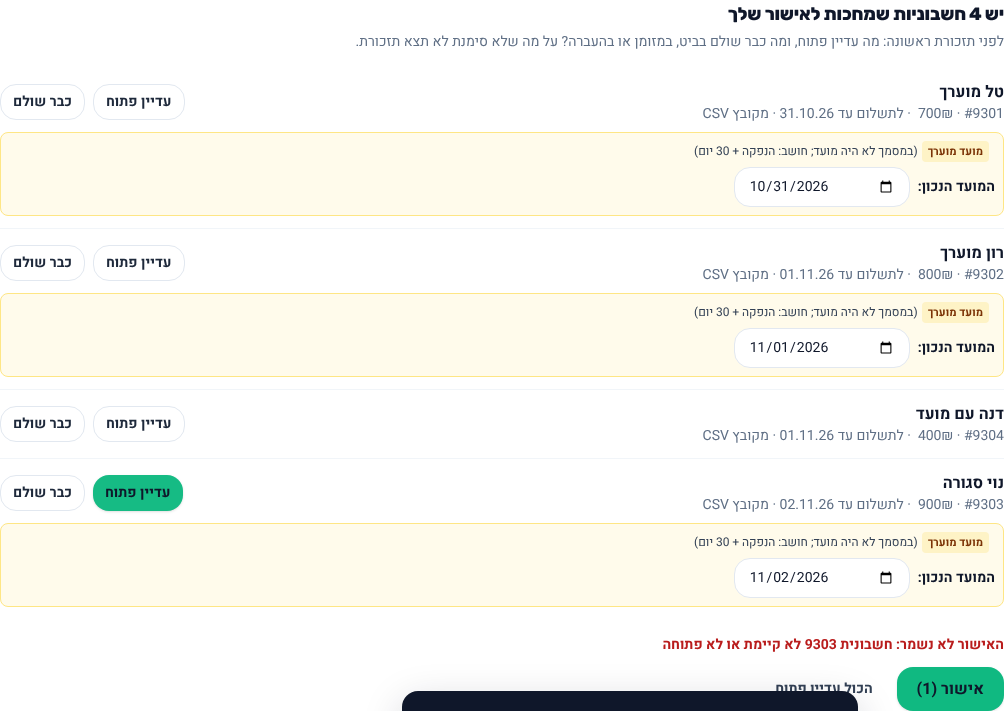 יש 4 חשבוניות שמחכות לאישור שלך
לפני תזכורת ראשונה: מה עדיין פתוח, ומה כבר שולם בביט, במזומן או בהעברה? על מה שלא סימנת לא תצא תזכורת.
טל מוערך
#9301 · ₪700 · לתשלום עד 31.10.26 · מקובץ CSV
עדיין פתוח
כבר שולם
מועד מוערך (במסמך לא היה מועד; חושב: הנפקה + 30 יום)
המועד הנכון: 10/31/2026
רון מוערך
#9302 · ₪800 · לתשלום עד 01.11.26 · מקובץ CSV
עדיין פתוח
כבר שולם
מועד מוערך (במסמך לא היה מועד; חושב: הנפקה + 30 יום)
המועד הנכון: 11/01/2026
דנה עם מועד
#9304 · ₪400 · לתשלום עד 01.11.26 · מקובץ CSV
עדיין פתוח
כבר שולם
נוי סגורה
#9303 · ₪900 · לתשלום עד 02.11.26 · מקובץ CSV
עדיין פתוח
כבר שולם
מועד מוערך (במסמך לא היה מועד; חושב: הנפקה + 30 יום)
המועד הנכון: 11/02/2026
האישור לא נשמר: חשבונית 9303 לא קיימת או לא פתוחה
אישור (1)
הכול עדיין פתוח